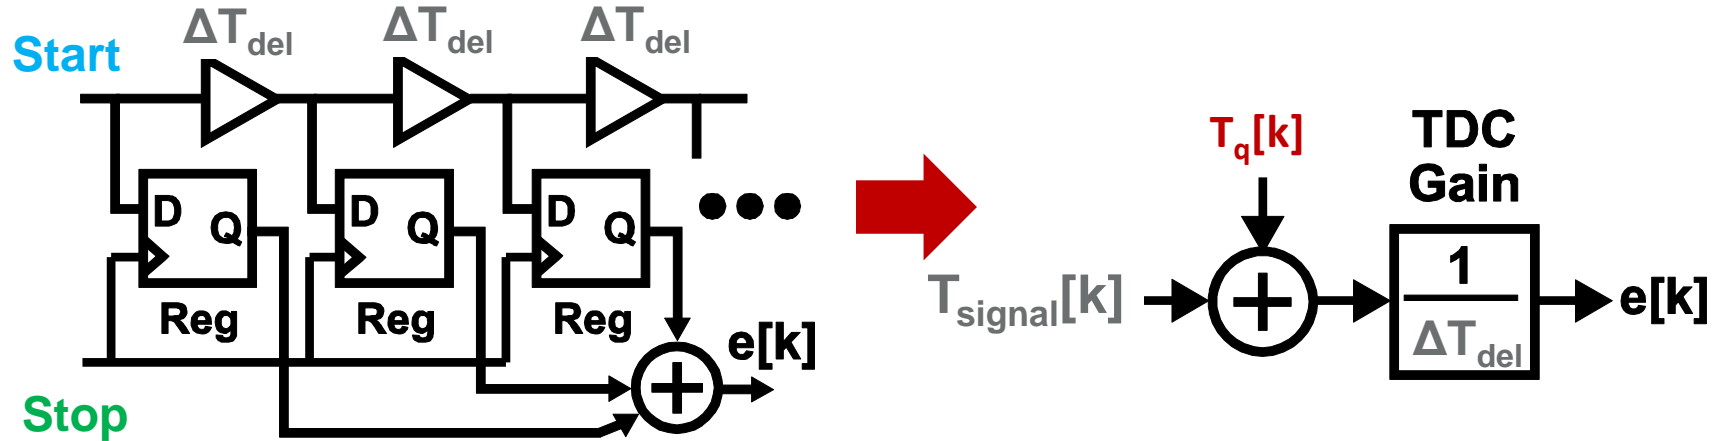 ΔTdel
ΔTdel
ΔTdel
Start
D
Q
Reg
D
Q
Reg
D
Q
Reg
e[k]
Stop
Tq[k]
TDC
Gain
Tsignal[k]
1
ΔTdel
e[k]